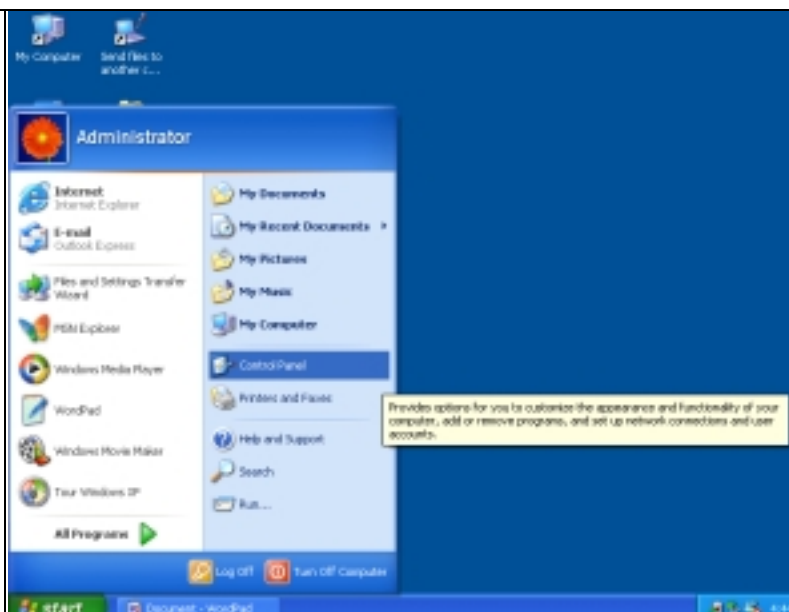 My Computer
Send files to
another c...
Administrator
Internet
Internet Explorer
E-mail
Outlook Express
Files and Settings Transfer
Wizard
MSN Explorer
Windows Media Player
WordPad
Windows Movie Maker
Tour Windows XP
All Programs
My Documents
My Recent Documents
My Pictures
My Music
My Computer
Control Panel
Printers and Faxes
Help and Support
Search
Run...
Provides options for you to customize the appearance and functionality of your
computer, add or remove programs, and set up network connections and user
accounts.
Log Off
Turn Off Computer
start
Document - WordPad